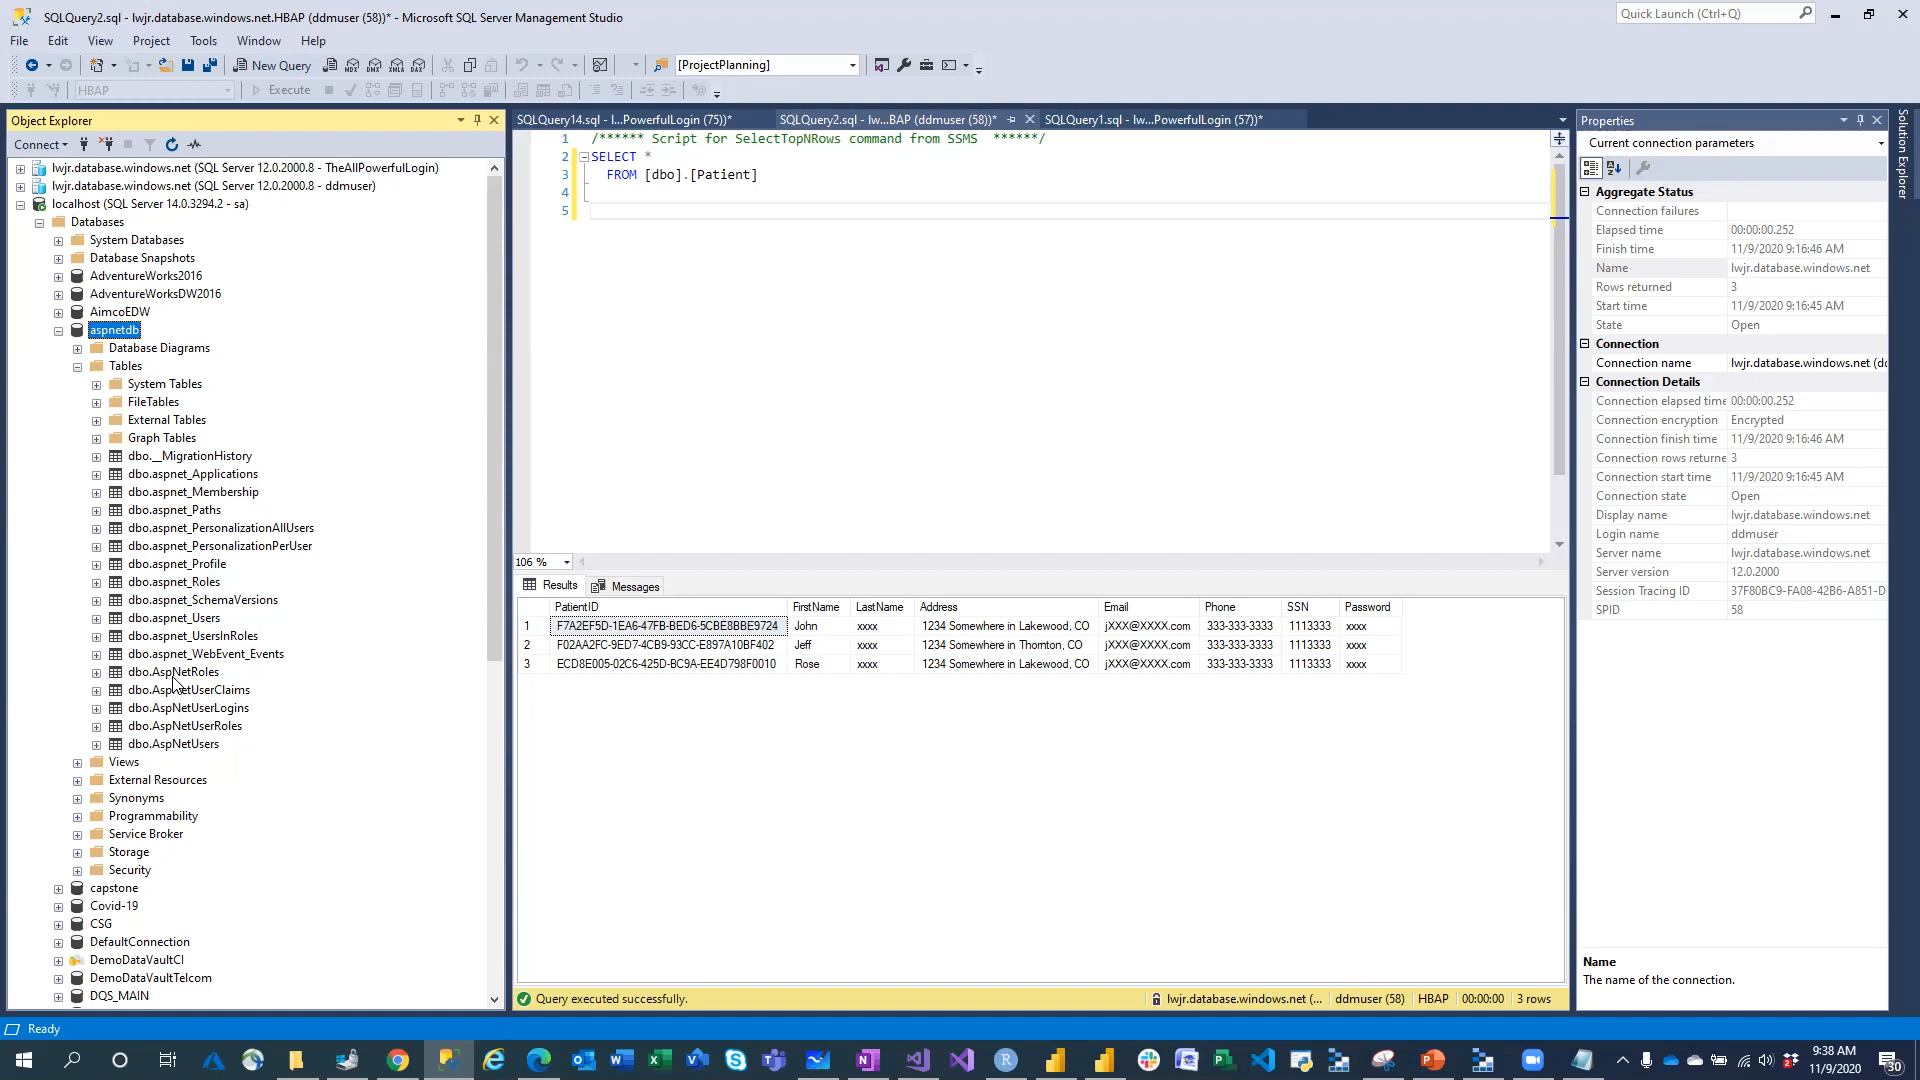 SQLQuery2.sql - lwjr.database.windows.net.HBAP (ddmuser (58))* - Microsoft SQL Server Management Studio
Quick Launch (Ctrl+Q)
File Edit View Project Tools Window Help
New Query
[ProjectPlanning]
HBAP
Execute
Object Explorer
Connect
lwjr.database.windows.net (SQL Server 12.0.2000.8 - TheAllPowerfulLogin)
lwjr.database.windows.net (SQL Server 12.0.2000.8 - ddmuser)
localhost (SQL Server 14.0.3294.2 - sa)
Databases
System Databases
Database Snapshots
AdventureWorks2016
AdventureWorksDW2016
AimcoEDW
aspnetdb
Database Diagrams
Tables
System Tables
FileTables
External Tables
Graph Tables
dbo.__MigrationHistory
dbo.aspnet_Applications
dbo.aspnet_Membership
dbo.aspnet_Paths
dbo.aspnet_PersonalizationAllUsers
dbo.aspnet_PersonalizationPerUser
dbo.aspnet_Profile
dbo.aspnet_Roles
dbo.aspnet_SchemaVersions
dbo.aspnet_Users
dbo.aspnet_UsersInRoles
dbo.aspnet_WebEvent_Events
dbo.AspNetRoles
dbo.AspNetUserClaims
dbo.AspNetUserLogins
dbo.AspNetUserRoles
dbo.AspNetUsers
Views
External Resources
Synonyms
Programmability
Service Broker
Storage
Security
capstone
Covid-19
CSG
DefaultConnection
DemoDataVaultCI
DemoDataVaultTelcom
DQS_MAIN
SQLQuery14.sql - l...PowerfulLogin (75))*
SQLQuery2.sql - lw...BAP (ddmuser (58))*
SQLQuery1.sql - lw...PowerfulLogin (57))*
1 /****** Script for SelectTopNRows command from SSMS ******/
2 SELECT *
3 FROM [dbo].[Patient]
4
5
106 %
Results Messages
PatientID FirstName LastName Address Email Phone SSN Password
1 F7A2EF5D-1EA6-47FB-BED6-5CBE8BBE9724 John xxxx 1234 Somewhere in Lakewood, CO jXXX@XXXX.com 333-333-3333 1113333 xxxx
2 F02AA2FC-9ED7-4CB9-93CC-E897A10BF402 Jeff xxxx 1234 Somewhere in Thornton, CO jXXX@XXXX.com 333-333-3333 1113333 xxxx
3 ECD8E005-02C6-425D-BC9A-EE4D798F0010 Rose xxxx 1234 Somewhere in Lakewood, CO jXXX@XXXX.com 333-333-3333 1113333 xxxx
Query executed successfully.
lwjr.database.windows.net (... ddmuser (58) HBAP 00:00:00 3 rows
Properties
Current connection parameters
Aggregate Status
Connection failures
Elapsed time 00:00:00.252
Finish time 11/9/2020 9:16:46 AM
Name lwjr.database.windows.net
Rows returned 3
Start time 11/9/2020 9:16:45 AM
State Open
Connection
Connection name lwjr.database.windows.net (dd
Connection Details
Connection elapsed time 00:00:00.252
Connection encryption Encrypted
Connection finish time 11/9/2020 9:16:46 AM
Connection rows returne 3
Connection start time 11/9/2020 9:16:45 AM
Connection state Open
Display name lwjr.database.windows.net
Login name ddmuser
Server name lwjr.database.windows.net
Server version 12.0.2000
Session Tracing ID 37F80BC9-FA08-42B6-A851-D
SPID 58
Name
The name of the connection.
Solution Explorer
Ready
9:38 AM
11/9/2020
30